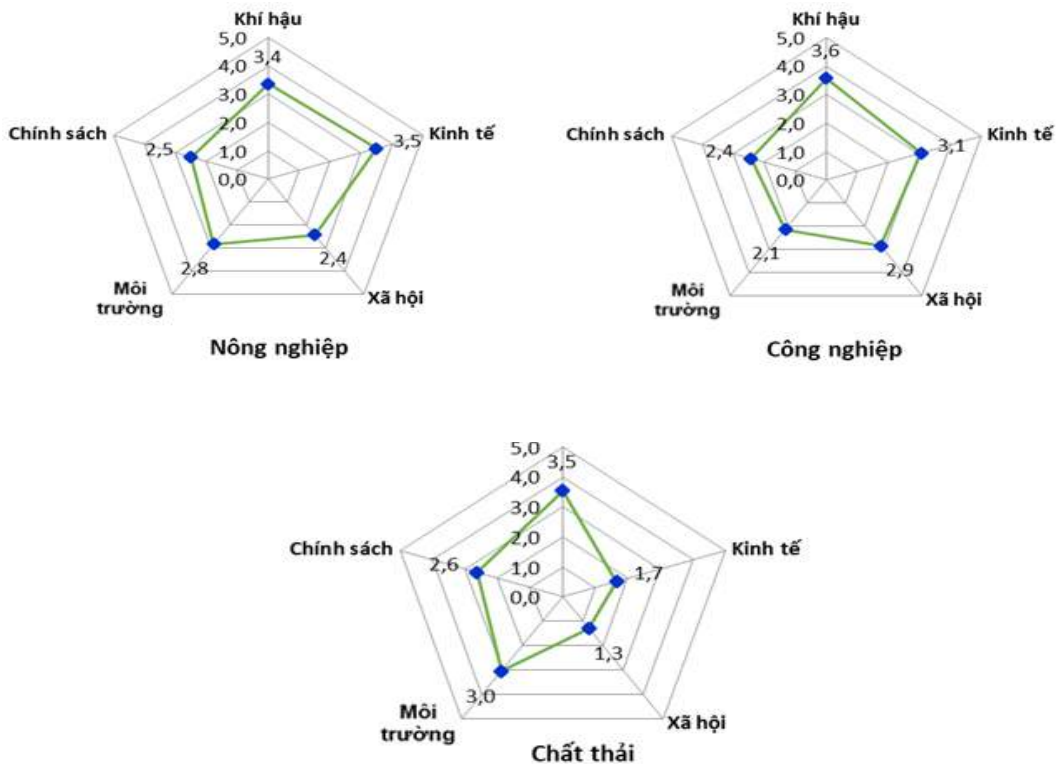 Khí hậu
5,0
3,4
4,0
3,0
Chính sách
Kinh tế
2,5
2,0
3,5
1,0
0,0
2,8
2,4
Môi
trường
Xã hội
Nông nghiệp
Khí hậu
5,0
3,6
4,0
3,0
Chính sách
Kinh tế
2,4
2,0
3,1
1,0
0,0
2,1
2,9
Môi
trường
Xã hội
Công nghiệp
5,0
3,5
4,0
3,0
Chính sách
Kinh tế
2,6
2,0
1,7
1,0
0,0
1,3
3,0
Môi
trường
Xã hội
Chất thải